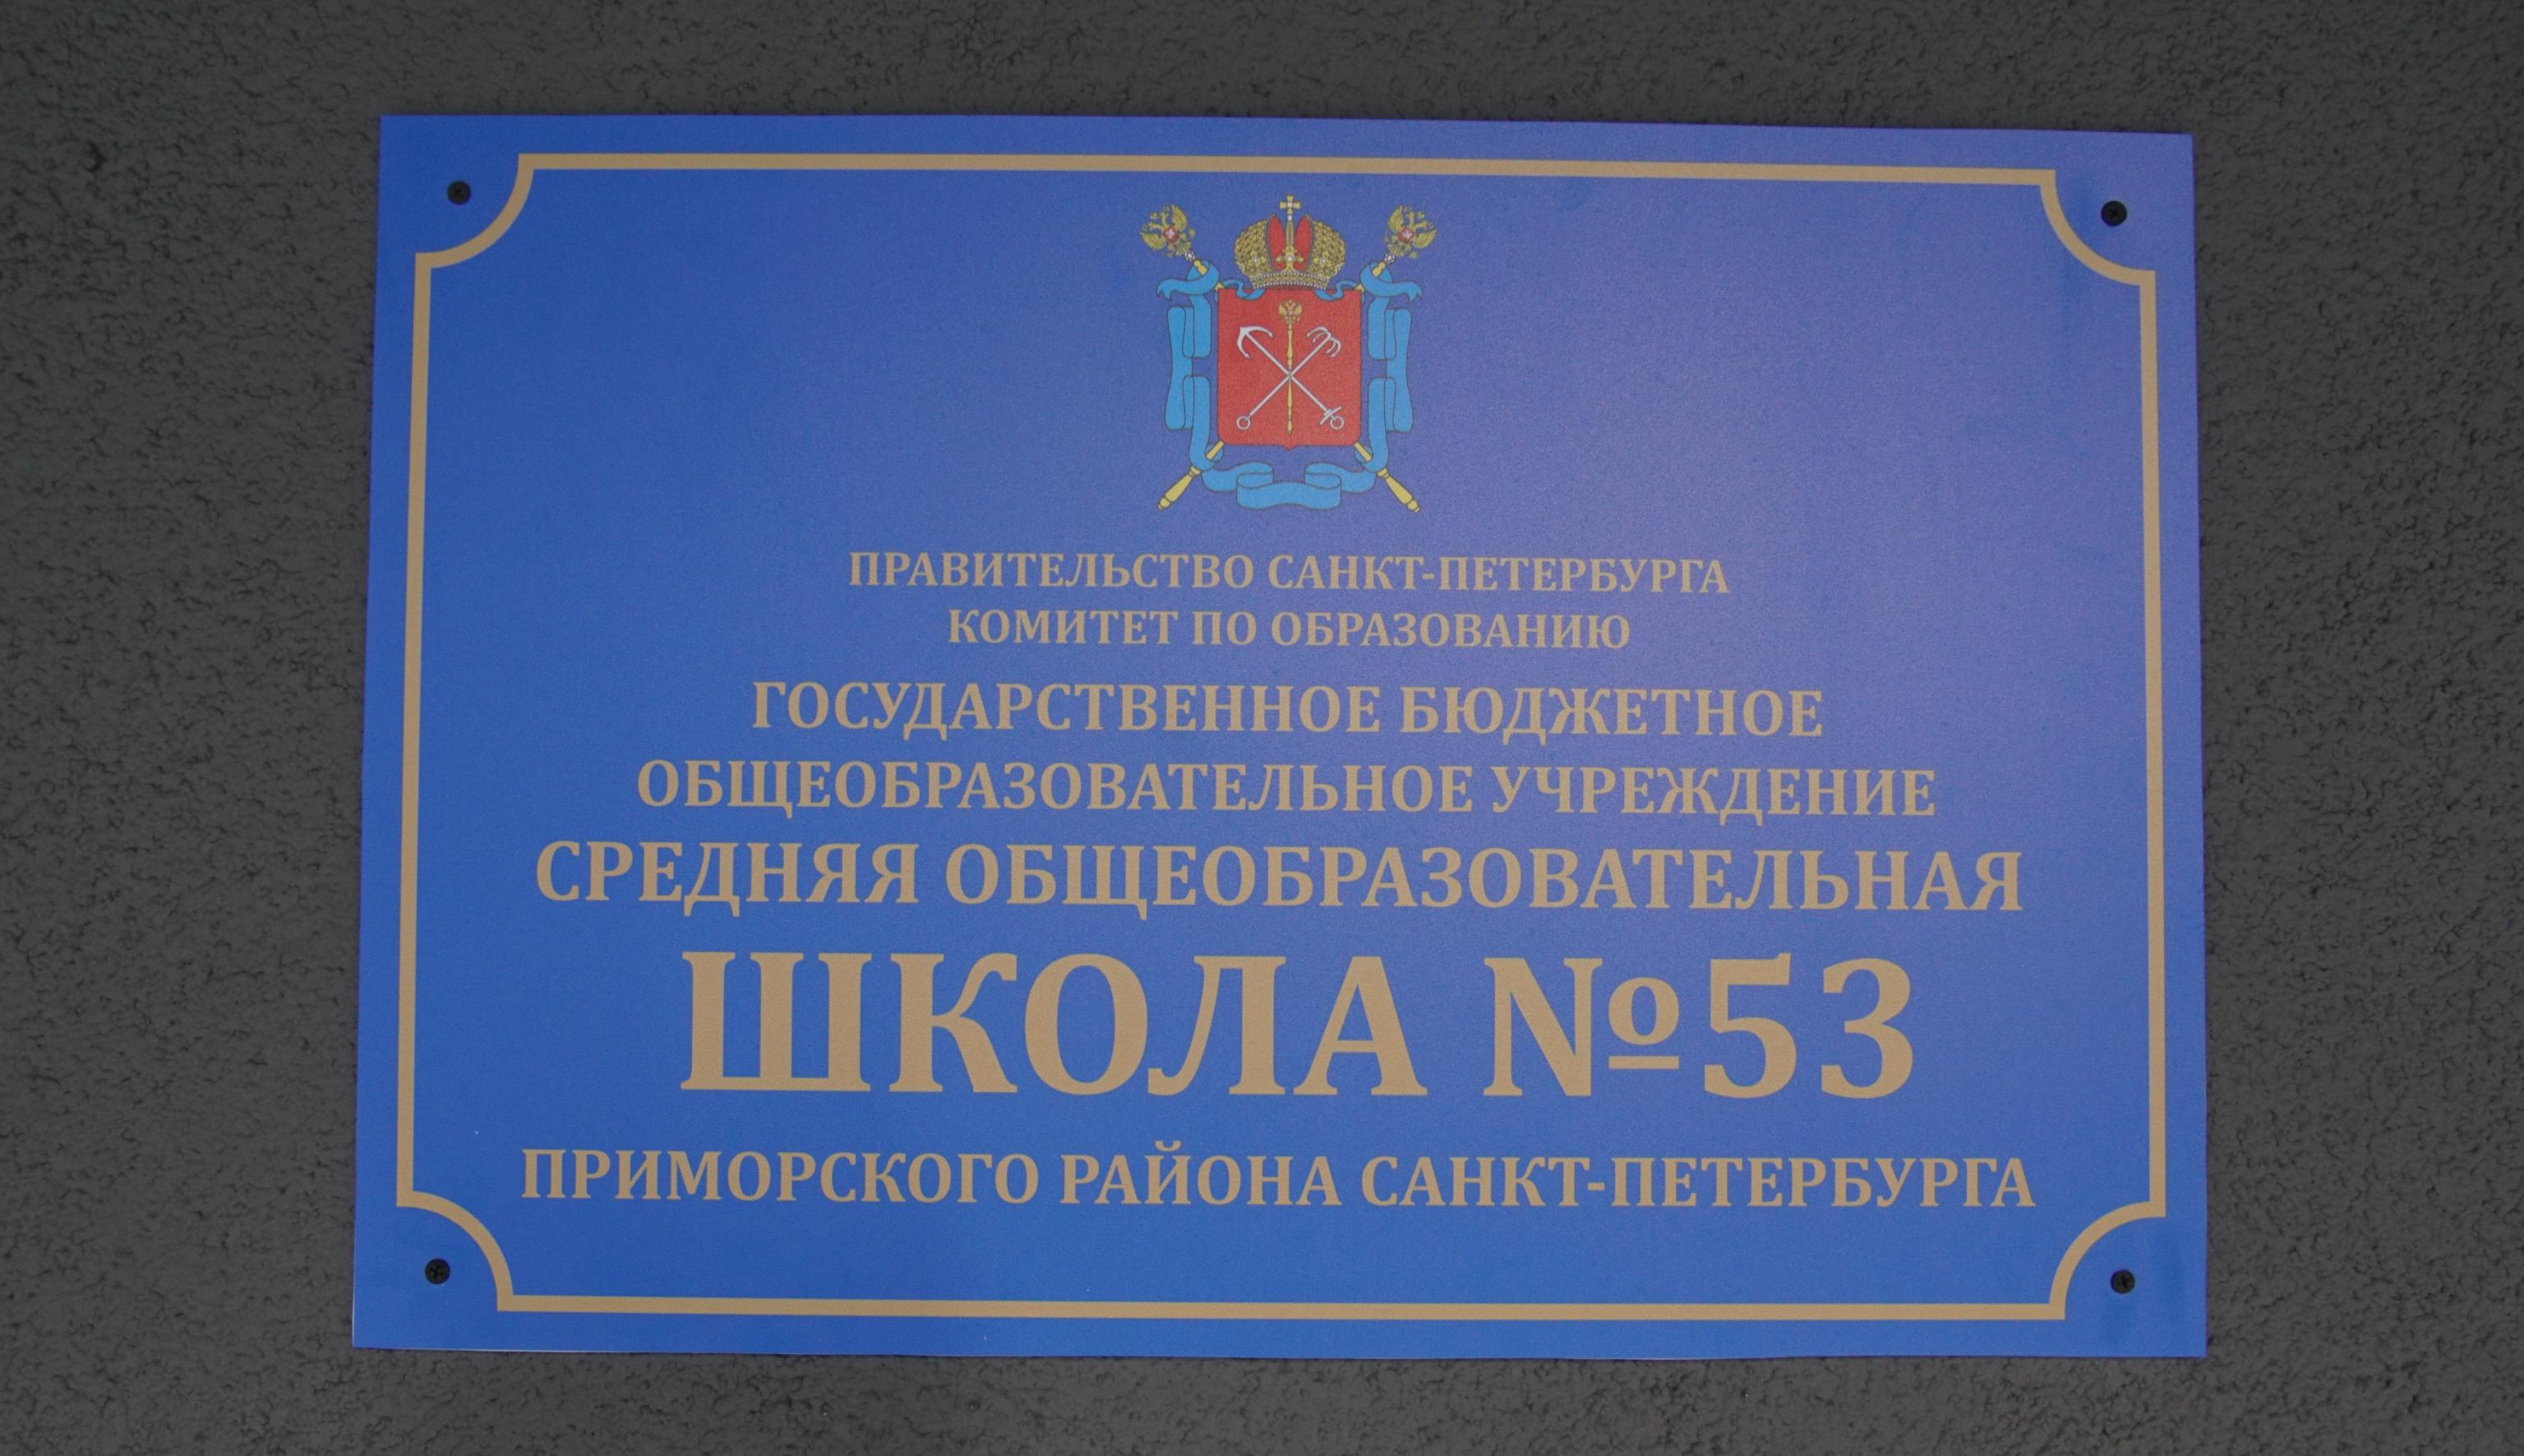 ПРАВИТЕЛЬСТВО САНКТ-ПЕТЕРБУРГА
КОМИТЕТ ПО ОБРАЗОВАНИЮ
ГОСУДАРСТВЕННОЕ БЮДЖЕТНОЕ
ОБЩЕОБРАЗОВАТЕЛЬНОЕ УЧРЕЖДЕНИЕ
СРЕДНЯЯ ОБЩЕОБРАЗОВАТЕЛЬНАЯ
ШКОЛА №53
ПРИМОРСКОГО РАЙОНА САНКТ-ПЕТЕРБУРГА